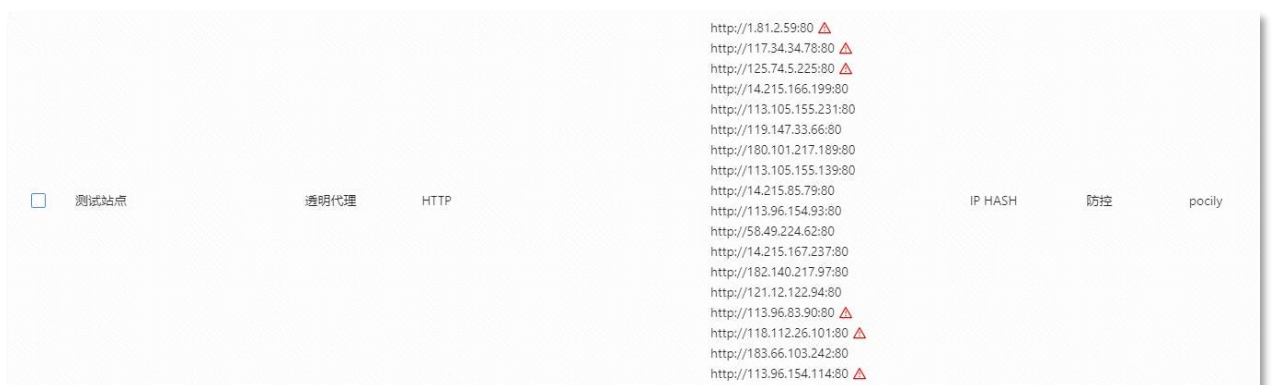 http://1.81.2.59:80
http://117.34.34.78:80
http://125.74.5.225:80
http://14.215.166.199:80
http://113.105.155.231:80
http://119.147.33.66:80
http://180.101.217.189:80
http://113.105.155.139:80
http://14.215.85.79:80
测试站点 透明代理 HTTP IP HASH 防控 pocily
http://113.96.154.93:80
http://58.49.224.62:80
http://14.215.167.237:80
http://182.140.217.97:80
http://121.12.122.94:80
http://113.96.83.90:80
http://118.112.26.101:80
http://183.66.103.242:80
http://113.96.154.114:80